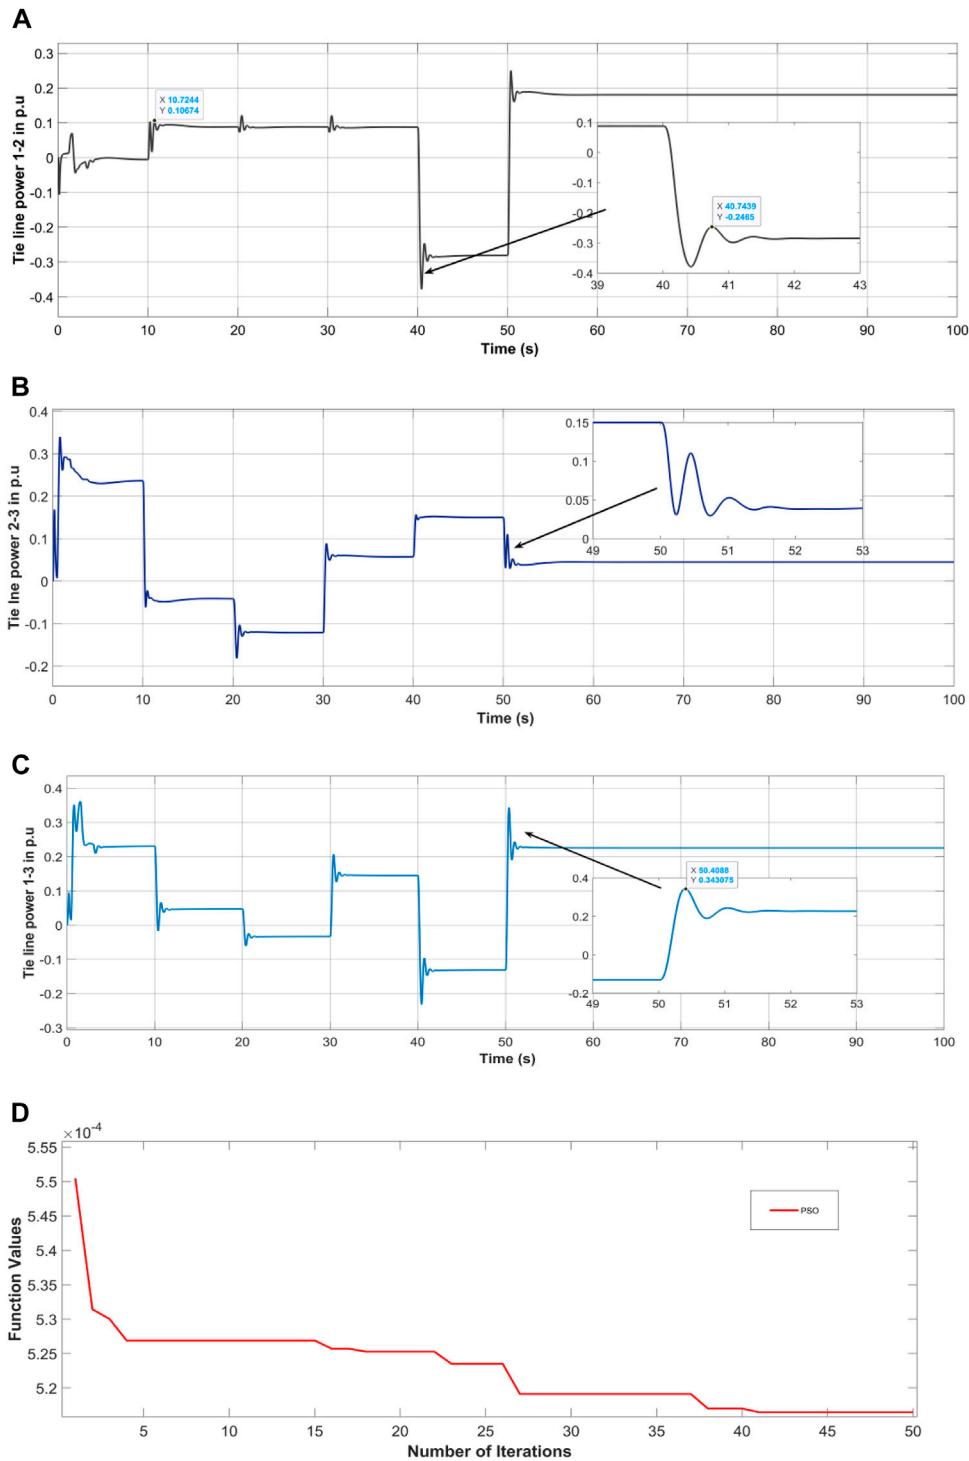 A
Tie line power 1-2 in p.u
0.3
0.2
0.1
0
-0.1
-0.2
-0.3
-0.4
0 10 20 30 40 50 60 70 80 90 100
Time (s)
X 10.7244
Y 0.10674
0.1
0
-0.1
-0.2
-0.3
-0.4
39 40 41 42 43
X 40.7439
Y -0.2465
B
Tie lne power 2-3 in p.u
0.4
0.3
0.2
0.1
0
-0.1
-0.2
0 10 20 30 40 50 60 70 80 90 100
Time (s)
0.15
0.1
0.05
0
49 50 51 52 53
C
Tie line power 1-3 in p.u
0.4
0.3
0.2
0.1
0
-0.1
-0.2
-0.3
0 10 20 30 40 50 60 70 80 90 100
Time (s)
X 50.4088
Y 0.343075
0.4
0.2
0
-0.2
49 50 51 52 53
D
×10-4
Function Values
5.55
5.5
5.45
5.4
5.35
5.3
5.25
5.2
5 10 15 20 25 30 35 40 45 50
Number of Iterations
PSO